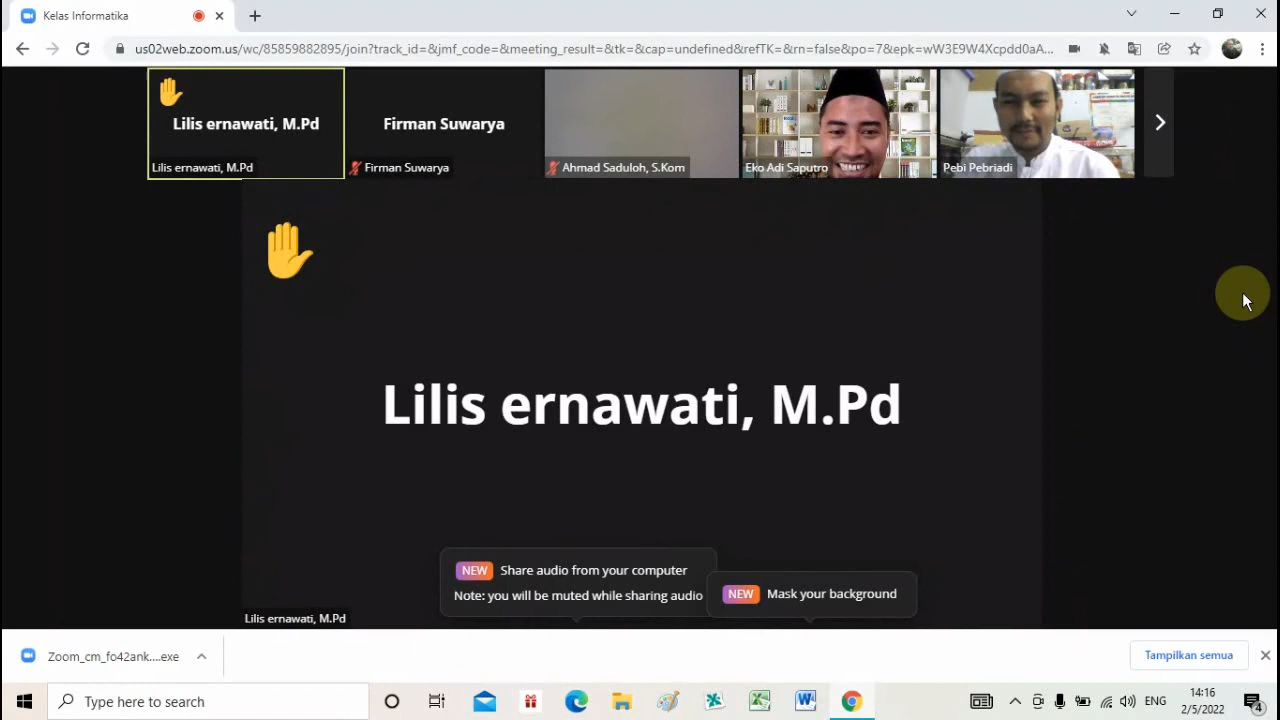 Kelas Informatika
us02web.zoom.us/wc/85859882895/join?track_id=&jmf_code=&meeting_result=&tk=&cap=undefined&refTK=&rn=false&po=7&epk=wW3E9W4Xcpdd0aA...
Lilis ernawati, M.Pd
Firman Suwarya
Lilis ernawati, M.Pd
Firman Suwarya
Ahmad Saduloh, S.Kom
Eko Adi Saputro
Pebi Pebriadi
Lilis ernawati, M.Pd
NEW Share audio from your computer
Note: you will be muted while sharing audio
NEW Mask your background
Lilis ernawati, M.Pd
Zoom_cm_fo42ank....exe
Tampilkan semua
Type here to search
ENG
14:16
2/5/2022
4